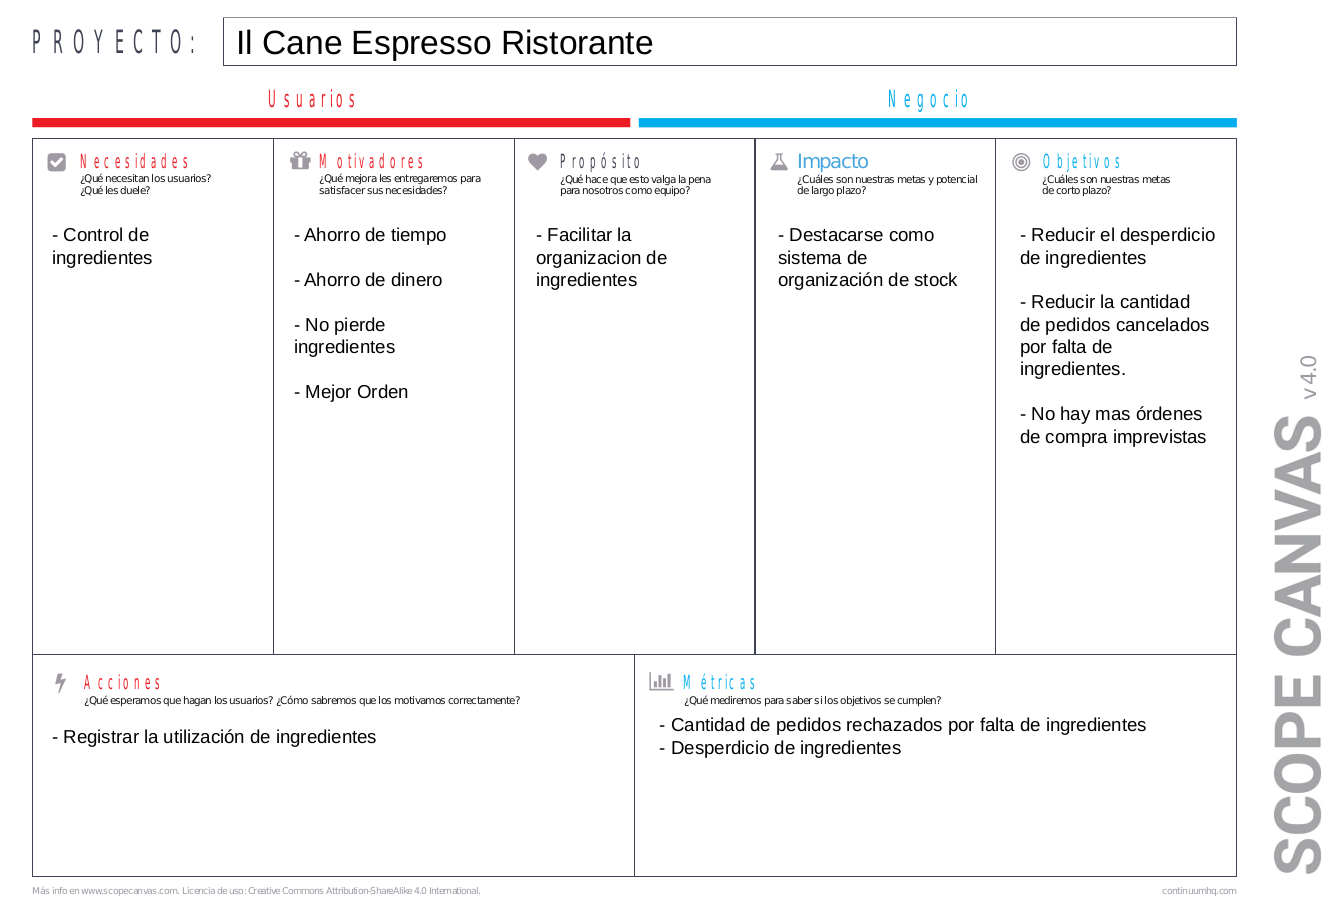 PROYECTO:
Il Cane Espresso Ristorante
Usuarios
Negocio
Necesidades
¿Qué necesitan los usuarios?
¿Qué les duele?
- Control de
ingredientes
Motivadores
¿Qué mejora les entregaremos para
satisfacer sus necesidades?
- Ahorro de tiempo
- Ahorro de dinero
- No pierde
ingredientes
- Mejor Orden
Propósito
¿Qué hace que esto valga la pena
para nosotros como equipo?
- Facilitar la
organizacion de
ingredientes
Impacto
¿Cuáles son nuestras metas y potencial
de largo plazo?
- Destacarse como
sistema de
organización de stock
Objetivos
¿Cuáles son nuestras metas
de corto plazo?
- Reducir el desperdicio
de ingredientes
- Reducir la cantidad
de pedidos cancelados
por falta de
ingredientes.
- No hay mas órdenes
de compra imprevistas
Acciones
¿Qué esperamos que hagan los usuarios? ¿Cómo sabremos que los motivamos correctamente?
- Registrar la utilización de ingredientes
Métricas
¿Qué mediremos para saber si los objetivos se cumplen?
- Cantidad de pedidos rechazados por falta de ingredientes
- Desperdicio de ingredientes
Más info en www.scopecanvas.com. Licencia de uso: Creative Commons Attribution-ShareAlike 4.0 International.
continuumhq.com
SCOPE CANVAS v 4.0